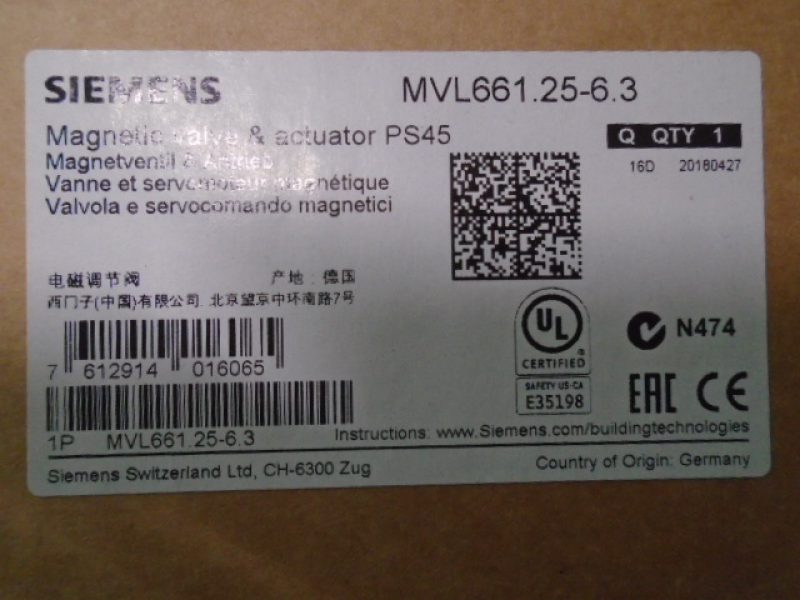 SIEMENS
MVL661.25-6.3
Magnetic valve & actuator PS45
Q QTY 1
Magnetventil & Antrieb
16D 20180427
Vanne et servomoteur magnétique
Valvola e servocomando magnetici
电磁调节阀 产地: 德国
西门子(中国)有限公司. 北京望京中环南路7号
UL
CERTIFIED
®
SAFETY US-CA
E35198
N474
7 612914 016065
EAC CE
1P MVL661.25-6.3
Instructions: www.Siemens.com/buildingtechnologies
Siemens Switzerland Ltd, CH-6300 Zug
Country of Origin: Germany